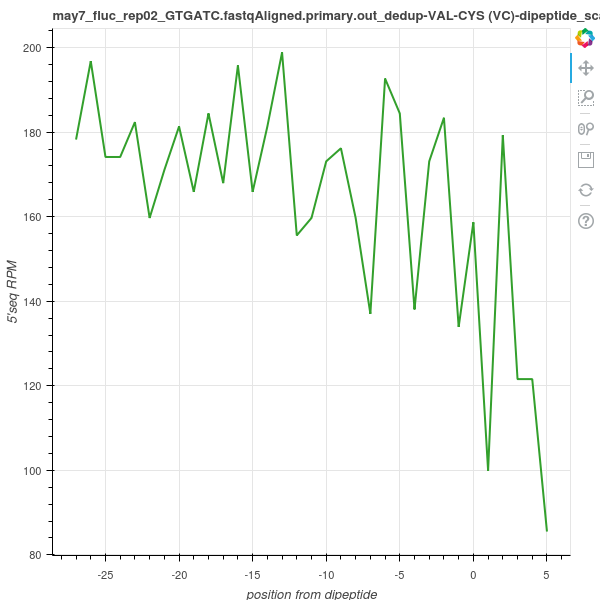 may7_fluc_rep02_GTGATC.fastqAligned.primary.out_dedup-VAL-CYS (VC)-dipeptide_sca
200
180
160
140
120
100
80
5'seq RPM
-25 -20 -15 -10 -5 0 5
position from dipeptide